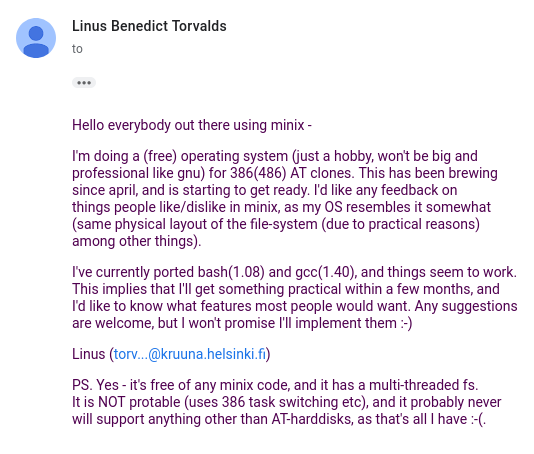 Linus Benedict Torvalds
to
•••
Hello everybody out there using minix -
I'm doing a (free) operating system (just a hobby, won't be big and
professional like gnu) for 386(486) AT clones. This has been brewing
since april, and is starting to get ready. I'd like any feedback on
things people like/dislike in minix, as my OS resembles it somewhat
(same physical layout of the file-system (due to practical reasons)
among other things).
I've currently ported bash(1.08) and gcc(1.40), and things seem to work.
This implies that I'll get something practical within a few months, and
I'd like to know what features most people would want. Any suggestions
are welcome, but I won't promise I'll implement them :-)
Linus (torv...@kruuna.helsinki.fi)
PS. Yes - it's free of any minix code, and it has a multi-threaded fs.
It is NOT protable (uses 386 task switching etc), and it probably never
will support anything other than AT-harddisks, as that's all I have :-(.